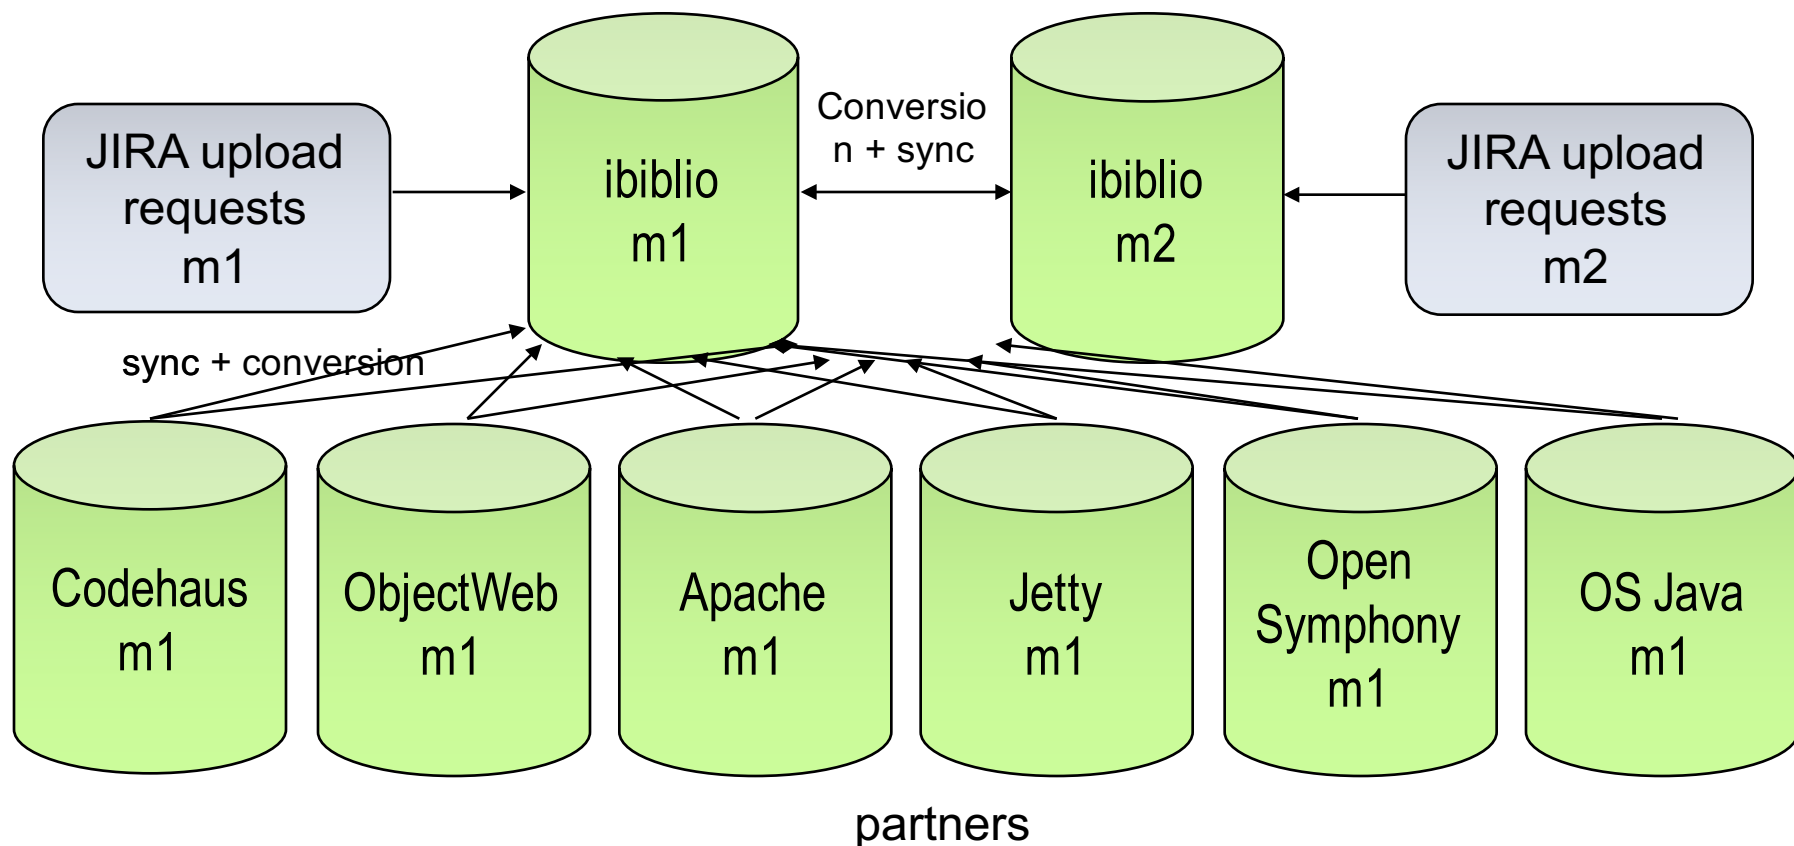 JIRA upload
requests
m1
ibiblio
m1
Conversio
n + sync
ibiblio
m2
JIRA upload
requests
m2
sync + conversion
Codehaus
m1
ObjectWeb
m1
Apache
m1
Jetty
m1
Open
Symphony
m1
OS Java
m1
partners